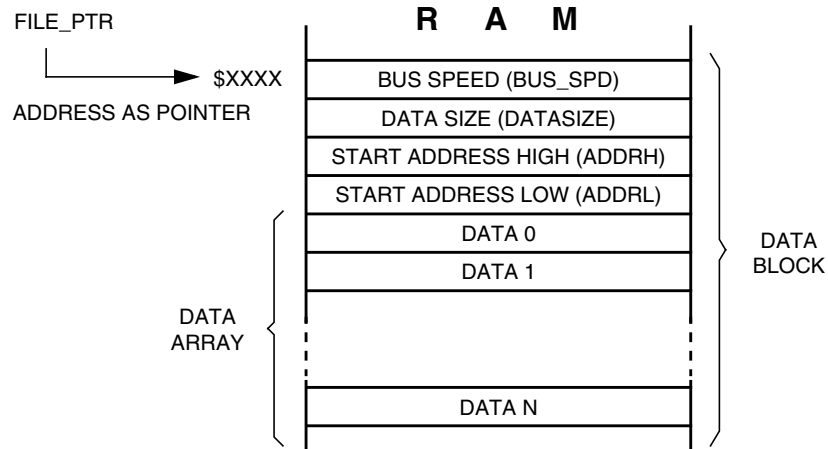 FILE_PTR
R A M
$XXXX
BUS SPEED (BUS_SPD)
ADDRESS AS POINTER
DATA SIZE (DATASIZE)
START ADDRESS HIGH (ADDRH)
START ADDRESS LOW (ADDRL)
DATA 0
DATA 1
DATA
BLOCK
DATA
ARRAY
DATA N